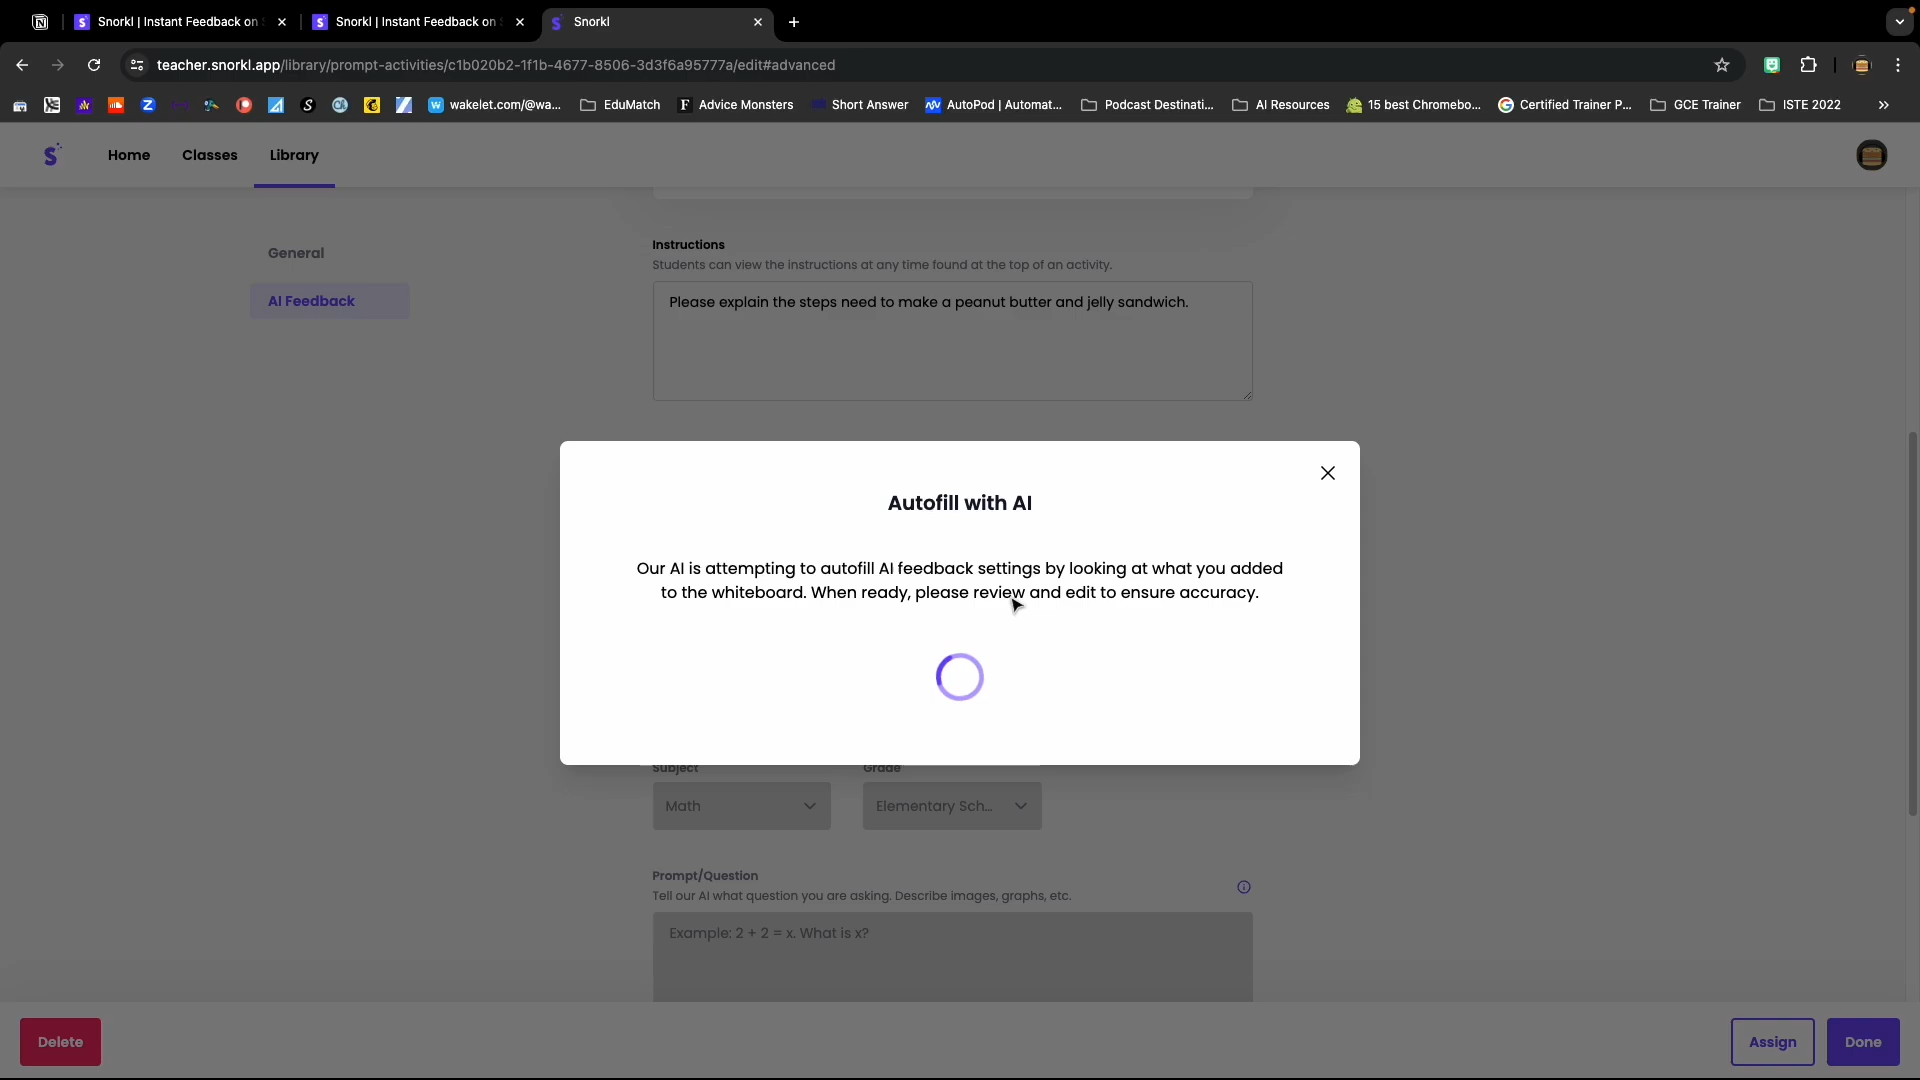 Snorkl | Instant Feedback on
Snorkl | Instant Feedback on
Snorkl
teacher.snorkl.app/library/prompt-activities/c1b020b2-1f1b-4677-8506-3d3f6a95777a/edit#advanced
wakelet.com/@wa...
EduMatch
Advice Monsters
Short Answer
AutoPod | Automat...
Podcast Destinati...
AI Resources
15 best Chromebo...
Certified Trainer P...
GCE Trainer
ISTE 2022
Home
Classes
Library
General
AI Feedback
Instructions
Students can view the instructions at any time found at the top of an activity.
Please explain the steps need to make a peanut butter and jelly sandwich.
Autofill with AI
Our AI is attempting to autofill AI feedback settings by looking at what you added
to the whiteboard. When ready, please review and edit to ensure accuracy.
Subject
Grade
Math
Elementary Sch...
Prompt/Question
Tell our AI what question you are asking. Describe images, graphs, etc.
Example: 2 + 2 = x. What is x?
Delete
Assign
Done